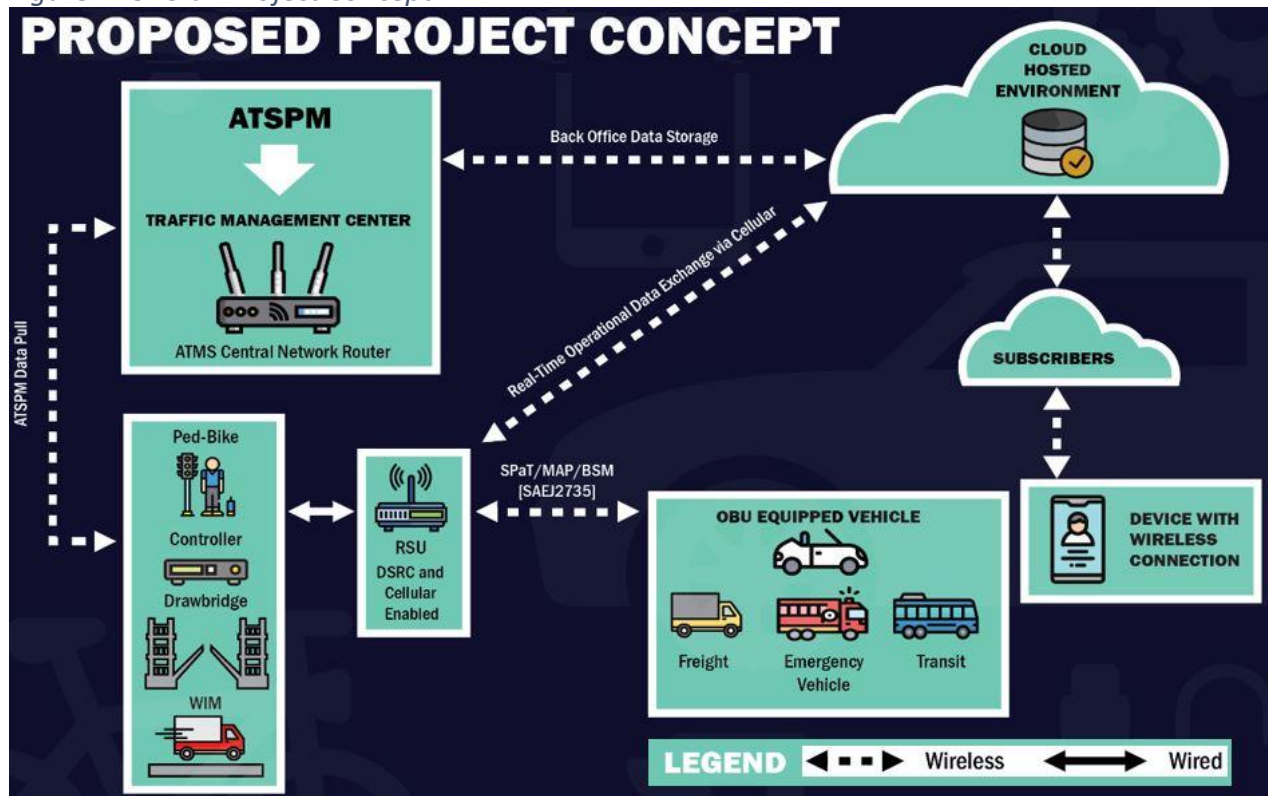 PROPOSED PROJECT CONCEPT
ATSPM
TRAFFIC MANAGEMENT CENTER
ATMS Central Network Router
Back Office Data Storage
CLOUD
HOSTED
ENVIRONMENT
ATSPM Data Pull
Real-Time Operational Data Exchange via Cellular
SUBSCRIBERS
Ped-Bike
Controller
Drawbridge
WIM
RSU
DSRC and
Cellular
Enabled
SPaT/MAP/BSM
[SAEJ2735]
OBU EQUIPPED VEHICLE
Freight
Emergency
Vehicle
Transit
DEVICE WITH
WIRELESS
CONNECTION
LEGEND
Wireless
Wired